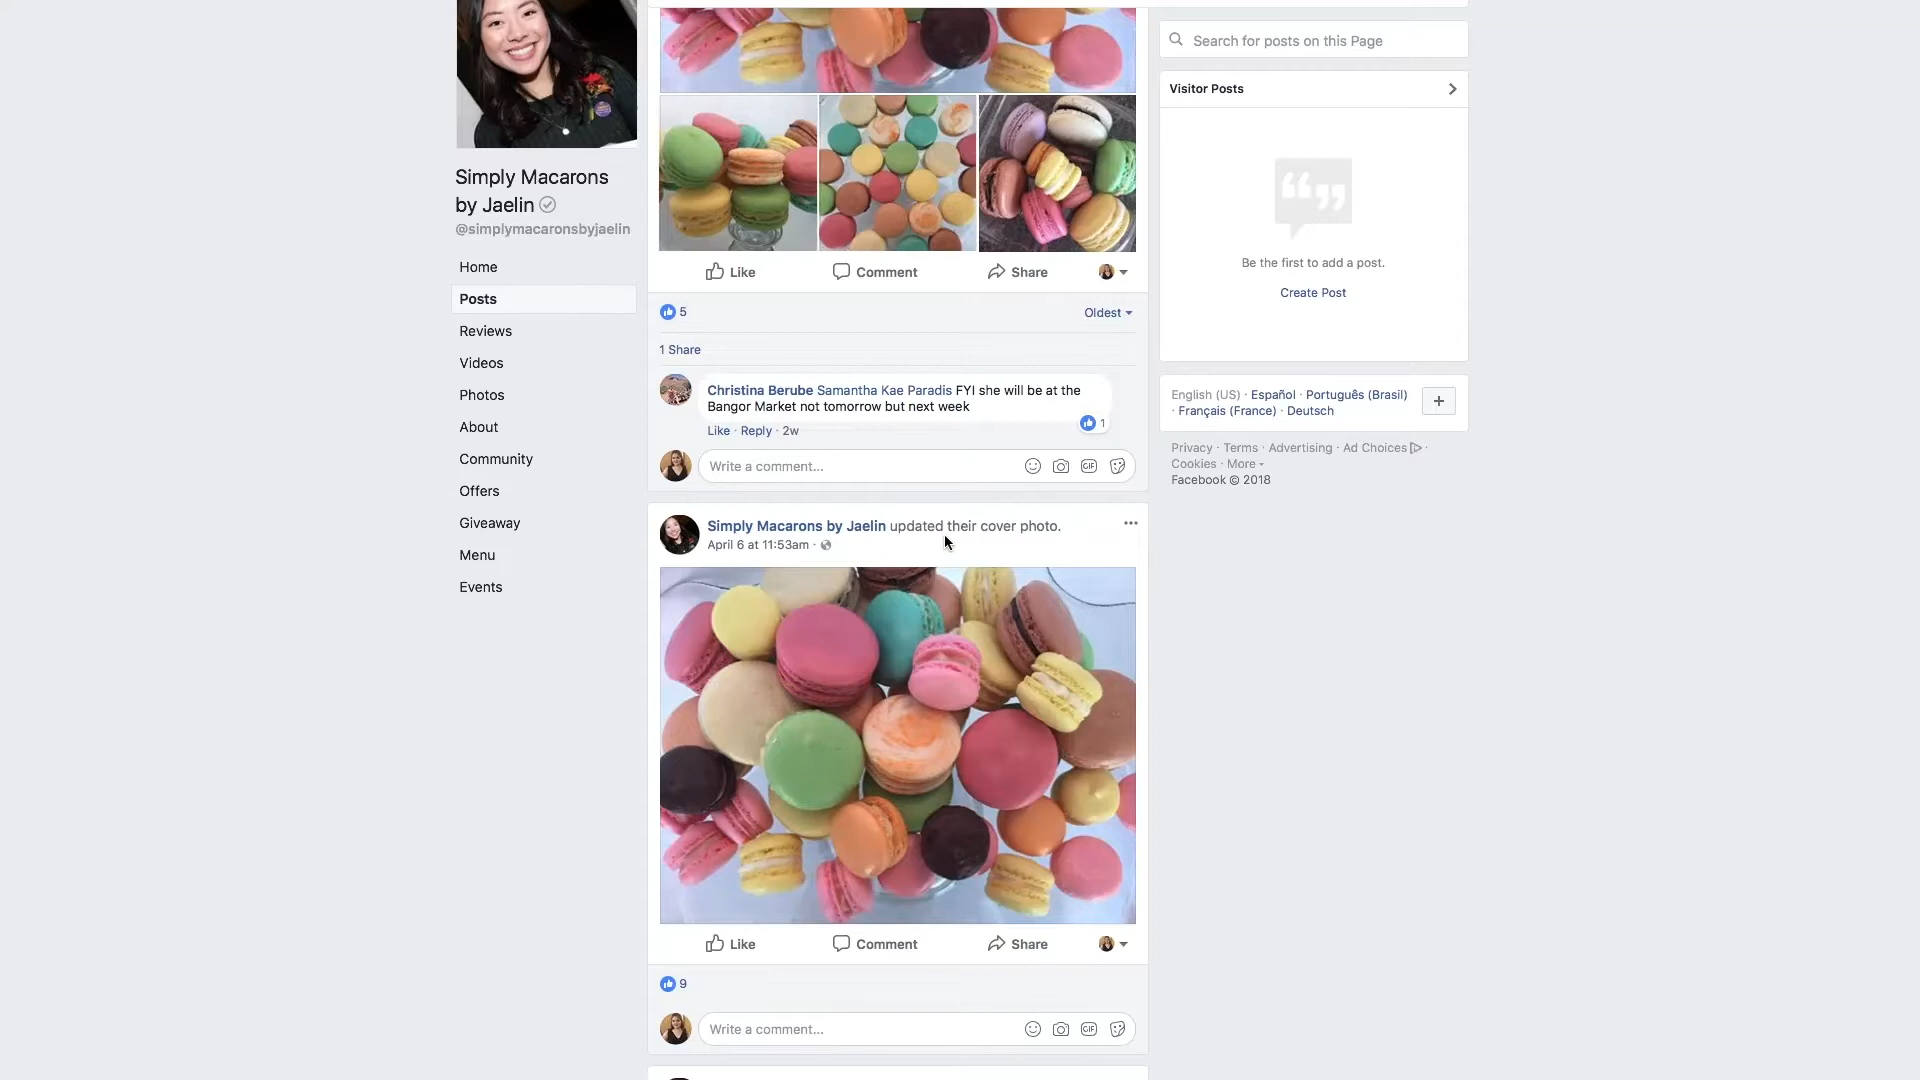 Simply Macarons
by Jaelin
@simplymacaronsbyjaelin
Home
Posts
Reviews
Videos
Photos
About
Community
Offers
Giveaway
Menu
Events
Like
Comment
Share
5
Oldest
1 Share
Christina Berube Samantha Kae Paradis FYI she will be at the
Bangor Market not tomorrow but next week
1
Like · Reply · 2w
Write a comment...
GIF
Simply Macarons by Jaelin updated their cover photo.
April 6 at 11:53am ·
Like
Comment
Share
9
Write a comment...
GIF
Search for posts on this Page
Visitor Posts
Be the first to add a post.
Create Post
English (US) · Español · Português (Brasil)
· Français (France) · Deutsch
Privacy · Terms · Advertising · Ad Choices ·
Cookies · More
Facebook © 2018